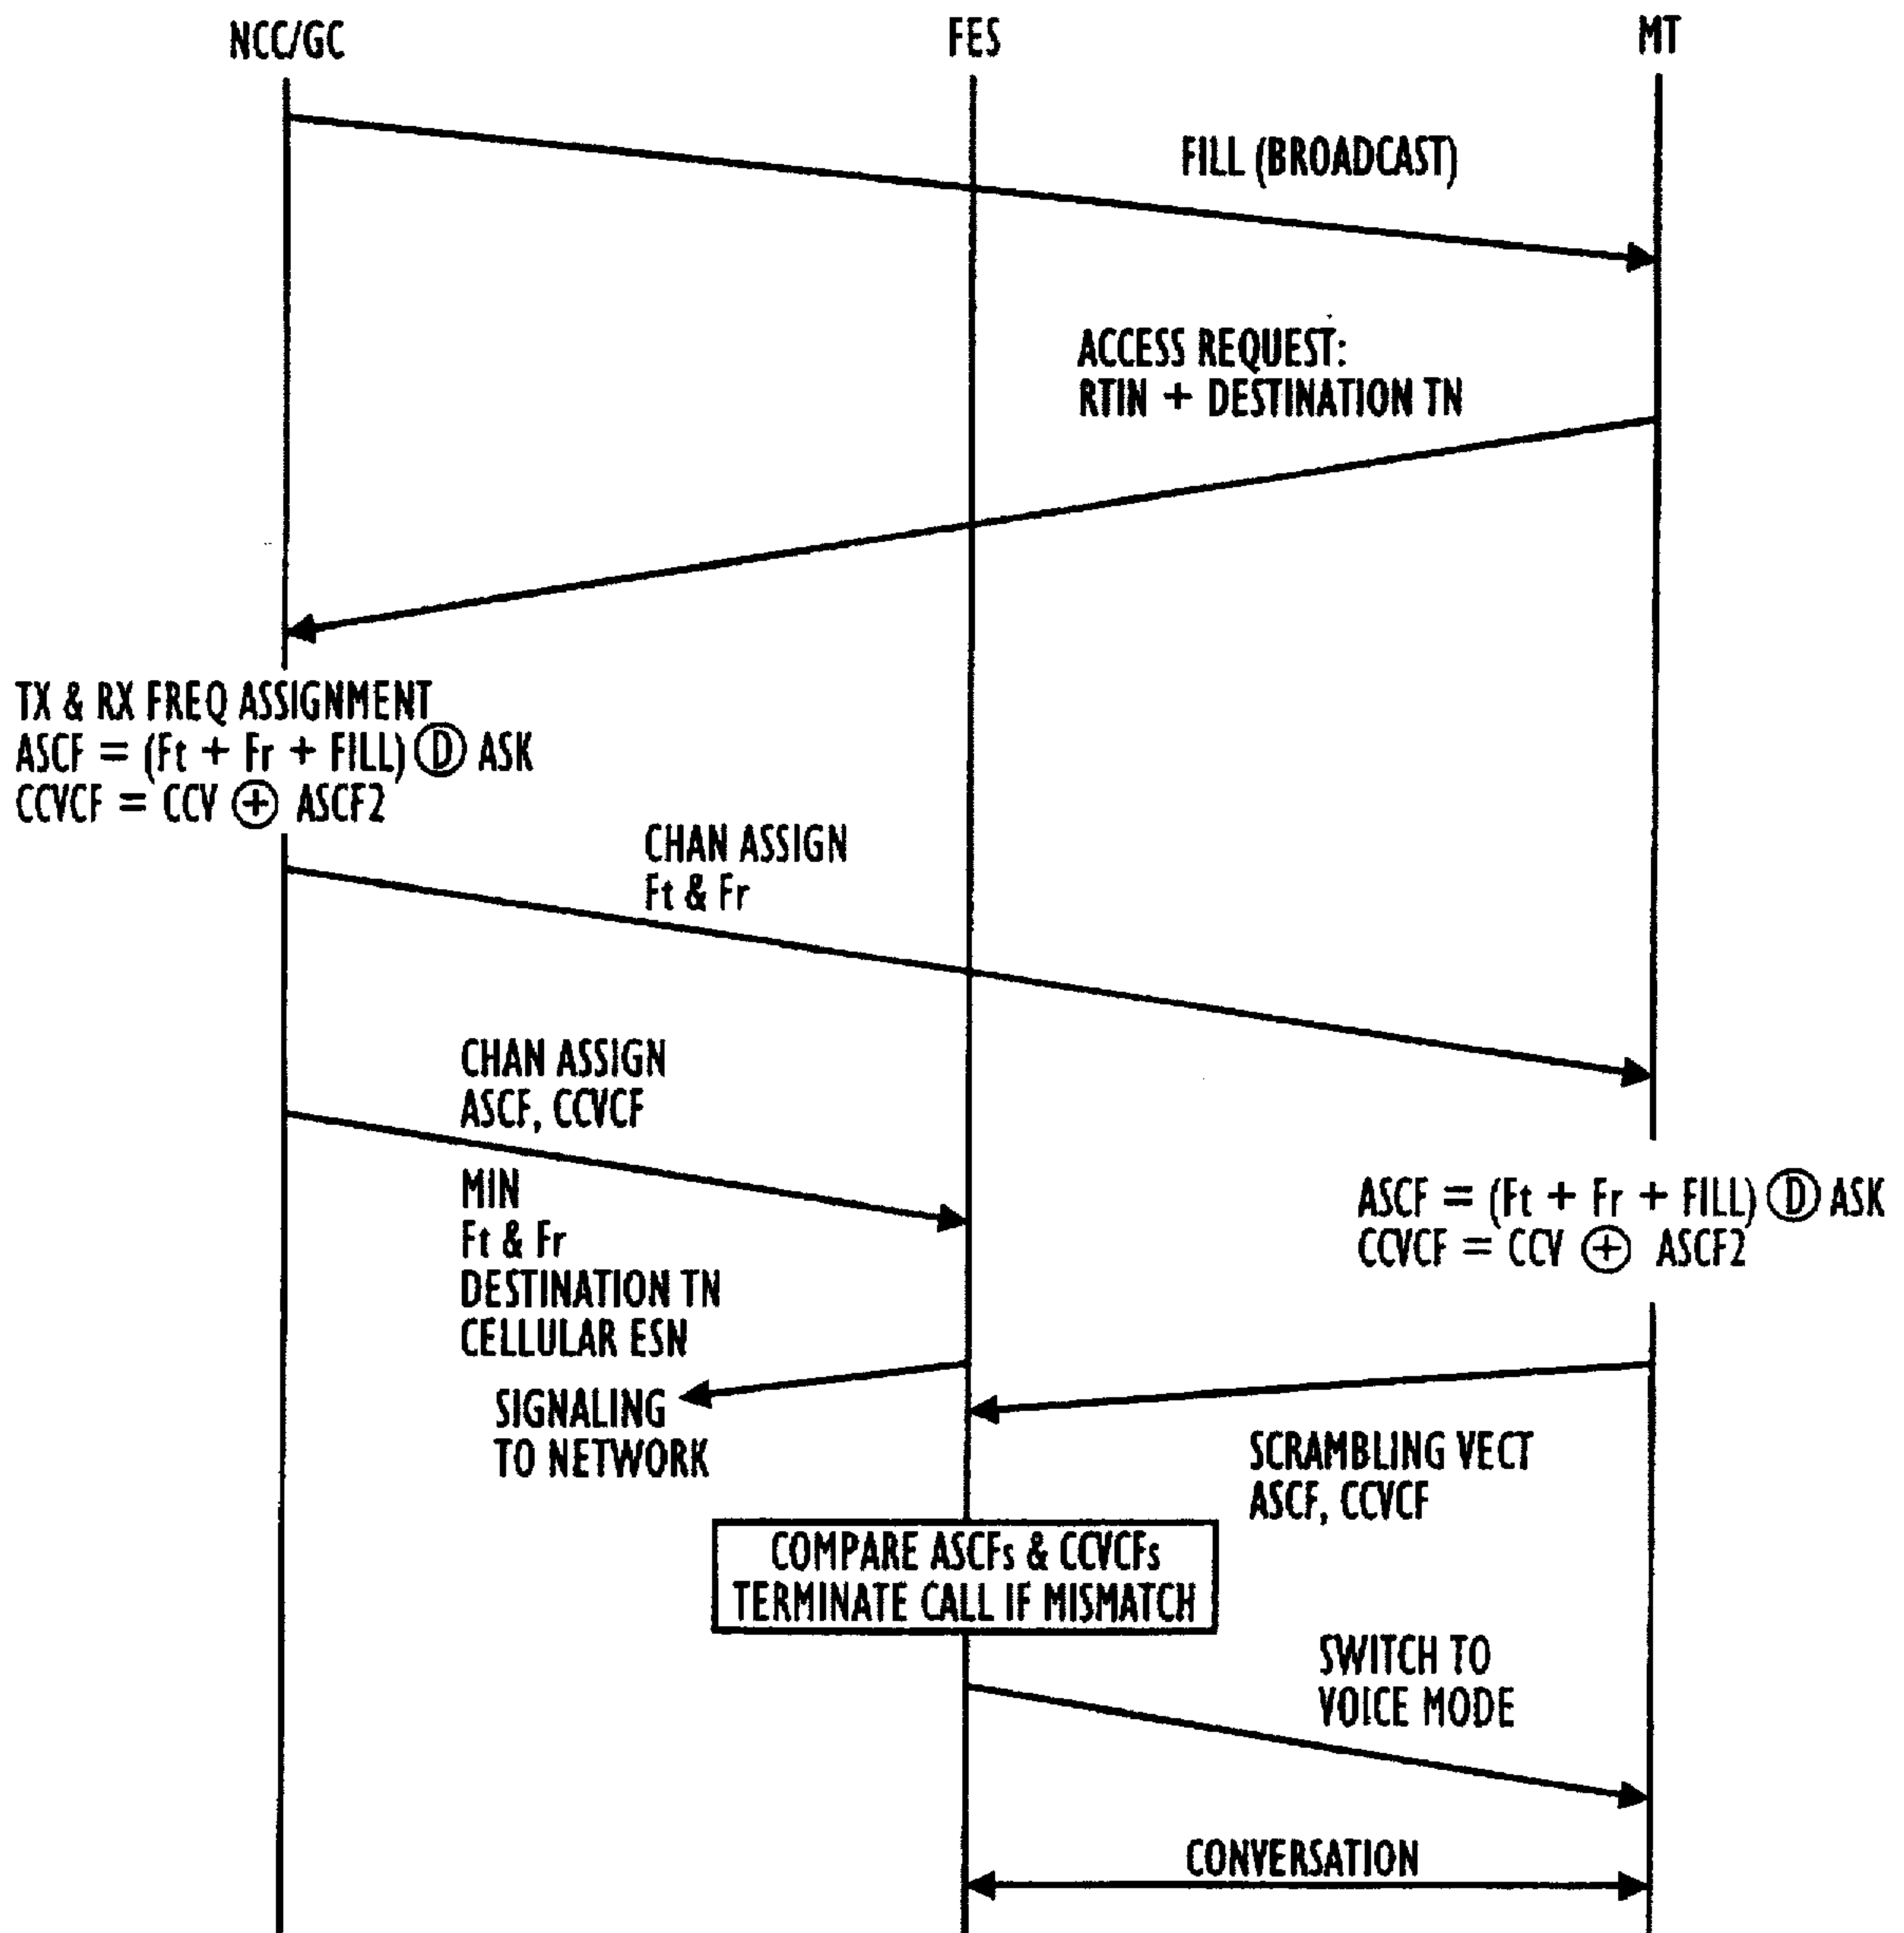 NCC/GC
FES
MT
FILL (BROADCAST)
ACCESS REQUEST:
RTIN + DESTINATION TN
TX & RX FREQ ASSIGNMENT
ASCF = (Ft + Fr + FILL) Ⓓ ASK
CCVCF = CCV ⊕ ASCF2
CHAN ASSIGN
Ft & Fr
CHAN ASSIGN
ASCF, CCVCF
MIN
Ft & Fr
DESTINATION TN
CELLULAR ESN
ASCF = (Ft + Fr + FILL) Ⓓ ASK
CCVCF = CCV ⊕ ASCF2
SIGNALING
TO NETWORK
SCRAMBLING VECT
ASCF, CCVCF
COMPARE ASCFs & CCVCFs
TERMINATE CALL IF MISMATCH
SWITCH TO
VOICE MODE
CONVERSATION